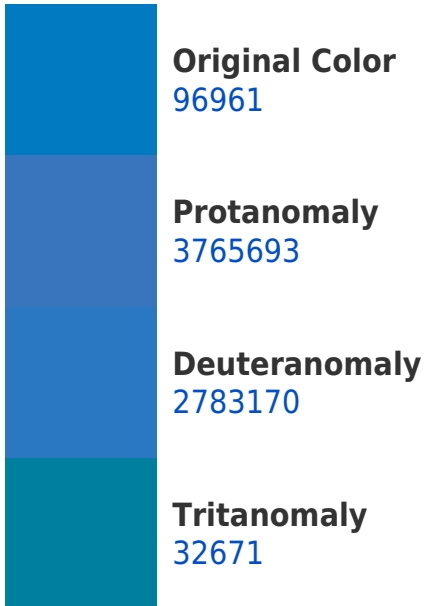 Original Color
96961
Protanomaly
3765693
Deuteranomaly
2783170
Tritanomaly
32671